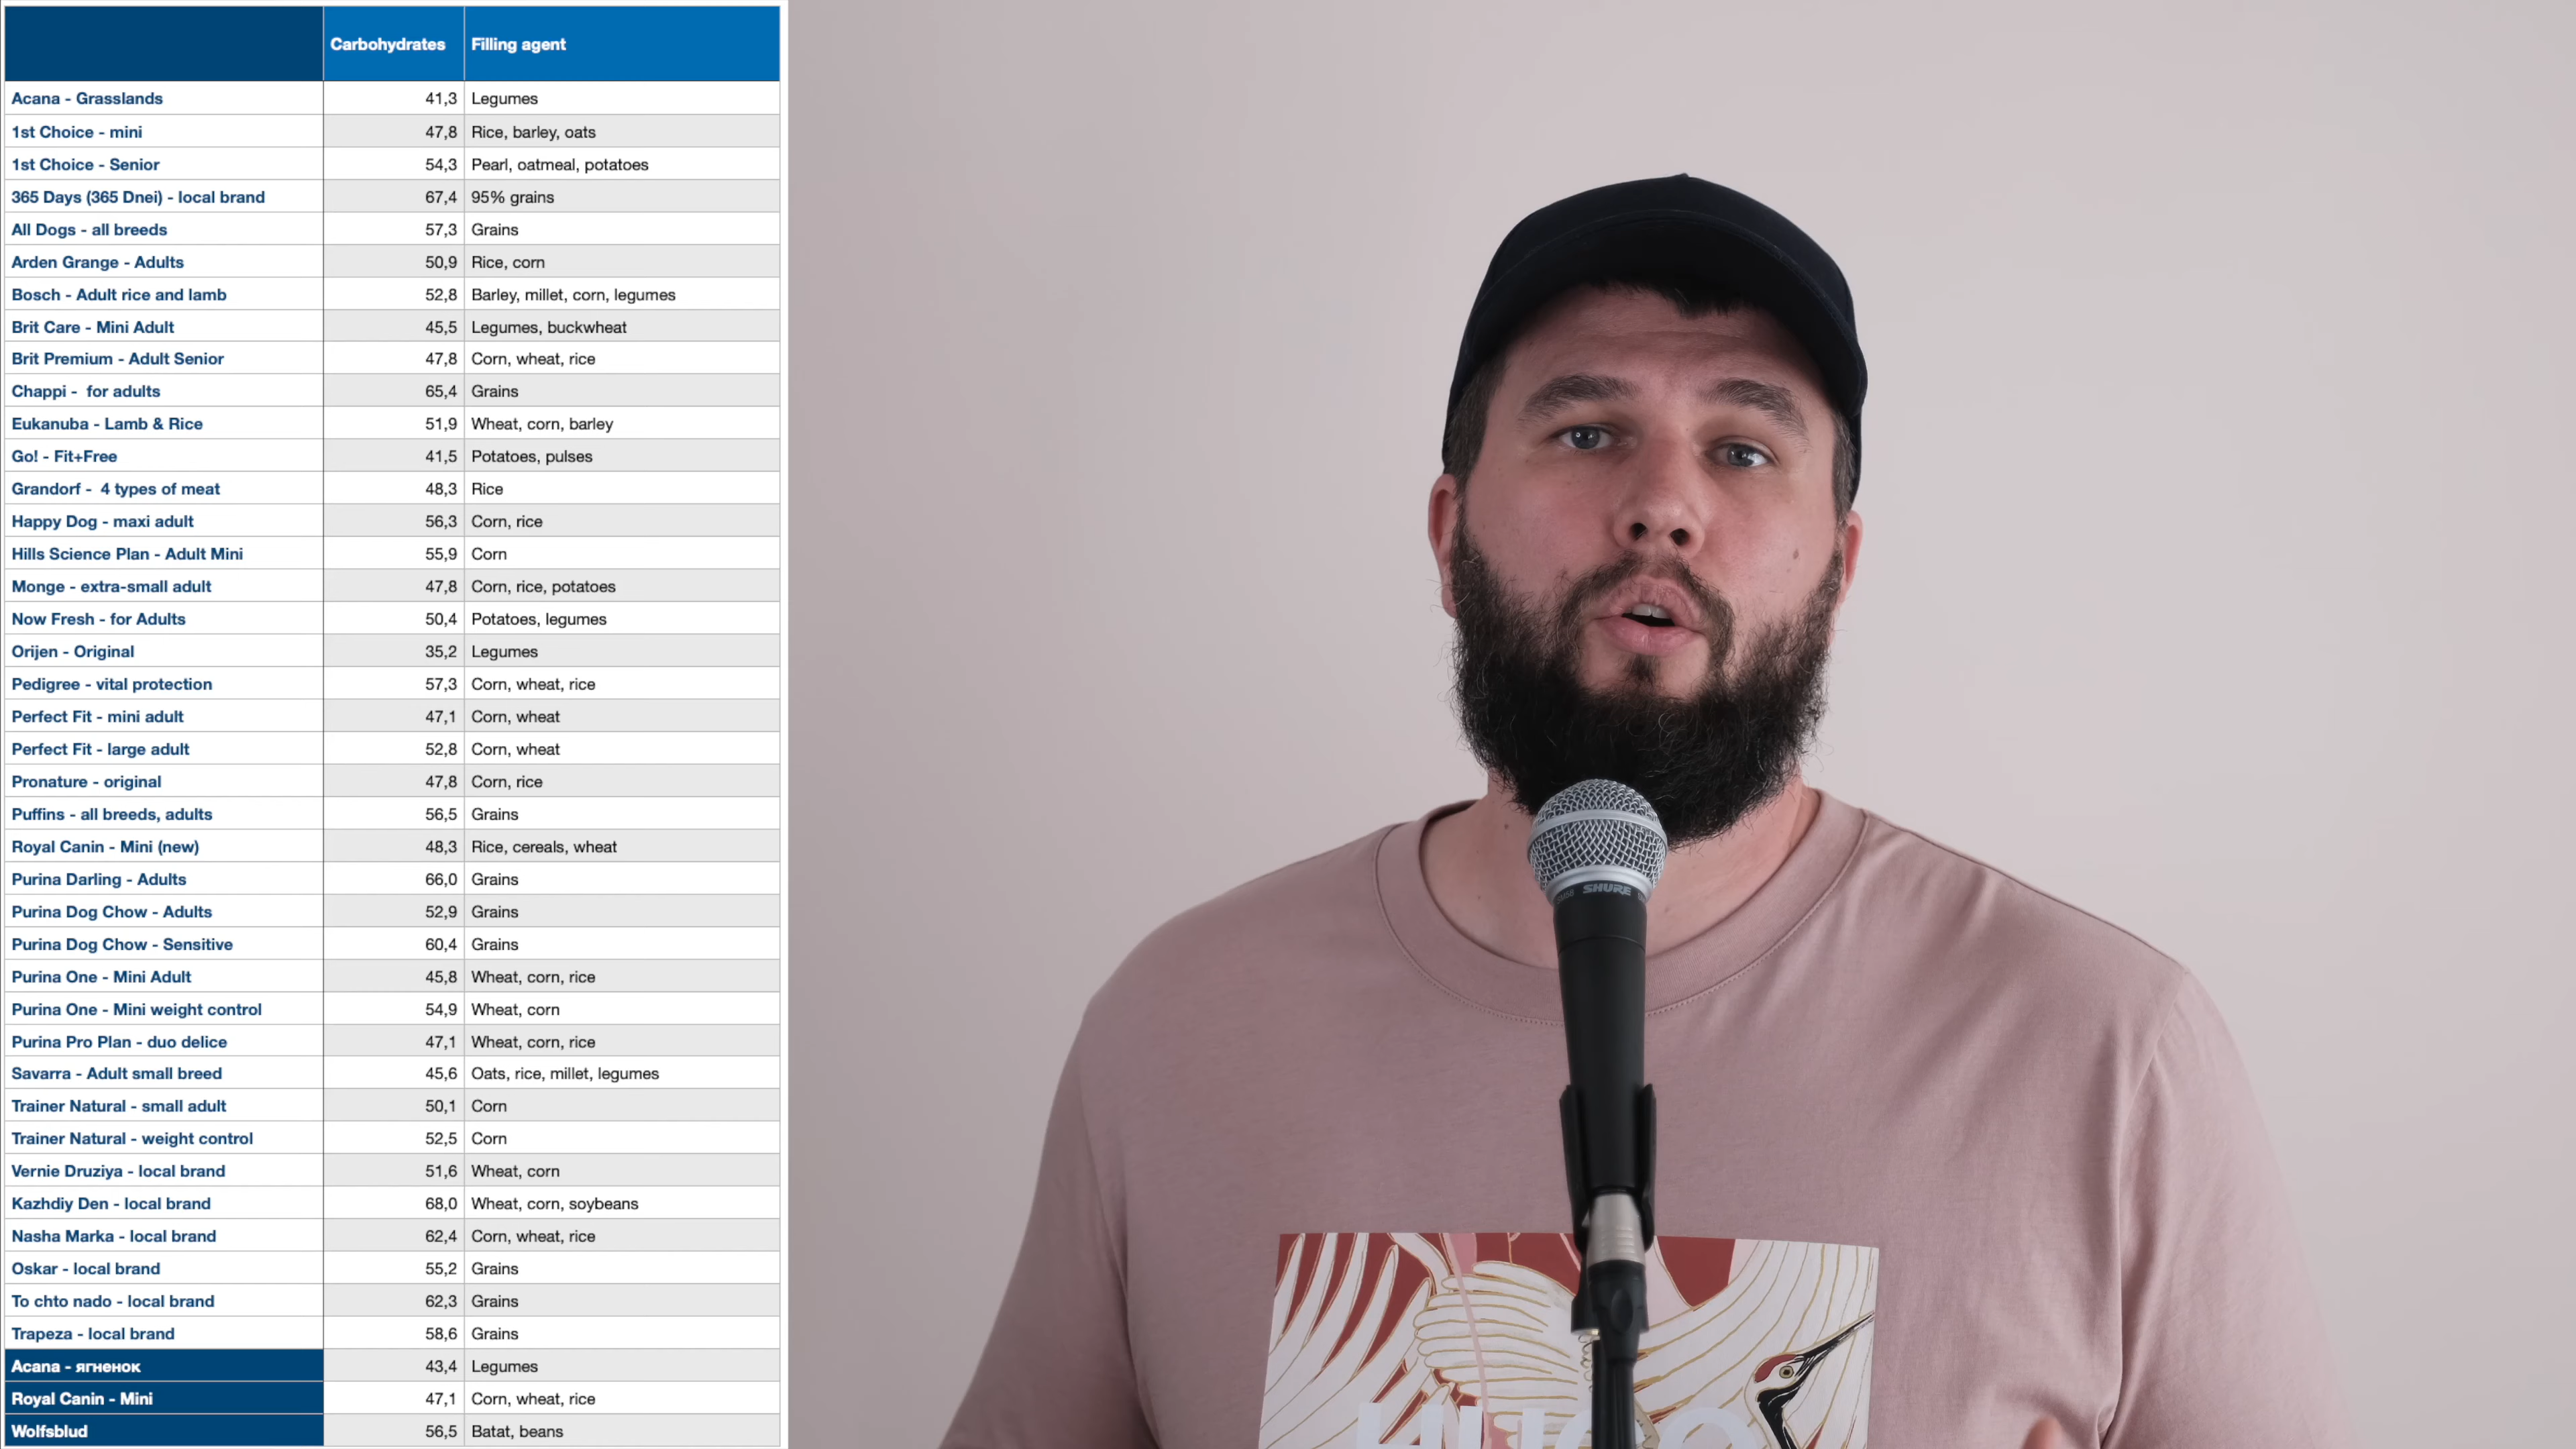 Carbohydrates Filling agent
Acana - Grasslands 41,3 Legumes
1st Choice - mini 47,8 Rice, barley, oats
1st Choice - Senior 54,3 Pearl, oatmeal, potatoes
365 Days (365 Dnei) - local brand 67,4 95% grains
All Dogs - all breeds 57,3 Grains
Arden Grange - Adults 50,9 Rice, corn
Bosch - Adult rice and lamb 52,8 Barley, millet, corn, legumes
Brit Care - Mini Adult 45,5 Legumes, buckwheat
Brit Premium - Adult Senior 47,8 Corn, wheat, rice
Chappi - for adults 65,4 Grains
Eukanuba - Lamb & Rice 51,9 Wheat, corn, barley
Go! - Fit+Free 41,5 Potatoes, pulses
Grandorf - 4 types of meat 48,3 Rice
Happy Dog - maxi adult 56,3 Corn, rice
Hills Science Plan - Adult Mini 55,9 Corn
Monge - extra-small adult 47,8 Corn, rice, potatoes
Now Fresh - for Adults 50,4 Potatoes, legumes
Orijen - Original 35,2 Legumes
Pedigree - vital protection 57,3 Corn, wheat, rice
Perfect Fit - mini adult 47,1 Corn, wheat
Perfect Fit - large adult 52,8 Corn, wheat
Pronature - original 47,8 Corn, rice
Puffins - all breeds, adults 56,5 Grains
Royal Canin - Mini (new) 48,3 Rice, cereals, wheat
Purina Darling - Adults 66,0 Grains
Purina Dog Chow - Adults 52,9 Grains
Purina Dog Chow - Sensitive 60,4 Grains
Purina One - Mini Adult 45,8 Wheat, corn, rice
Purina One - Mini weight control 54,9 Wheat, corn
Purina Pro Plan - duo delice 47,1 Wheat, corn, rice
Savarra - Adult small breed 45,6 Oats, rice, millet, legumes
Trainer Natural - small adult 50,1 Corn
Trainer Natural - weight control 52,5 Corn
Vernie Druziya - local brand 51,6 Wheat, corn
Kazhdiy Den - local brand 68,0 Wheat, corn, soybeans
Nasha Marka - local brand 62,4 Corn, wheat, rice
Oskar - local brand 55,2 Grains
To chto nado - local brand 62,3 Grains
Trapeza - local brand 58,6 Grains
Acana - ягненок 43,4 Legumes
Royal Canin - Mini 47,1 Corn, wheat, rice
Wolfsblud 56,5 Batat, beans
SHURE